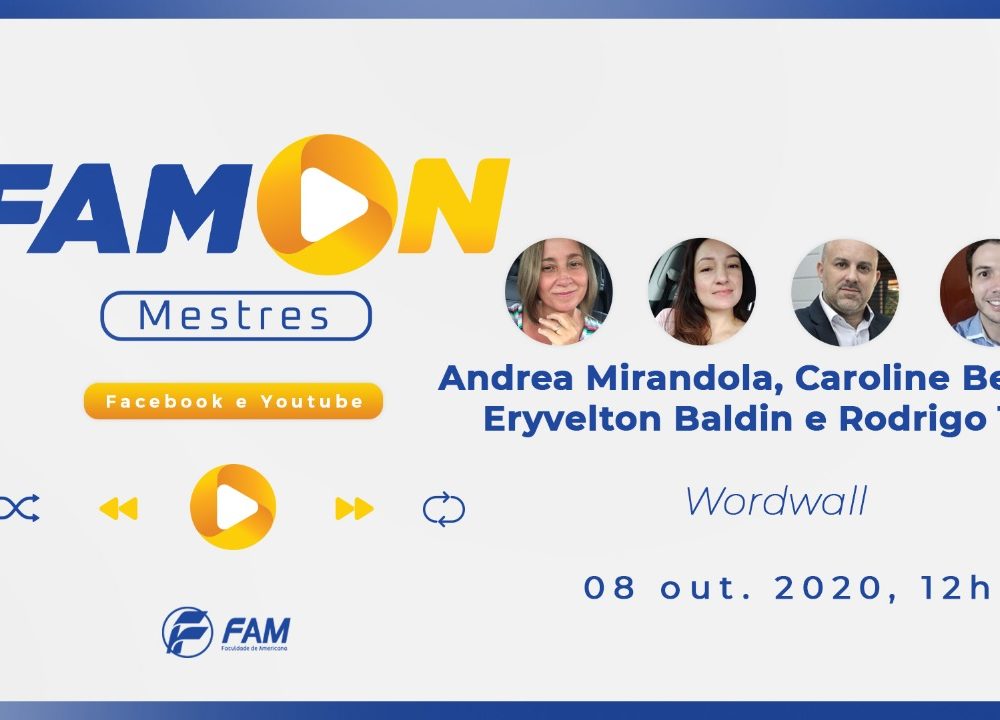 FAMON
Mestres
Facebook e Youtube
Andrea Mirandola, Caroline
Eryvelton Baldin e Rodrigo
Wordwall
08 out. 2020, 12h
FAM
Faculdade de Americana